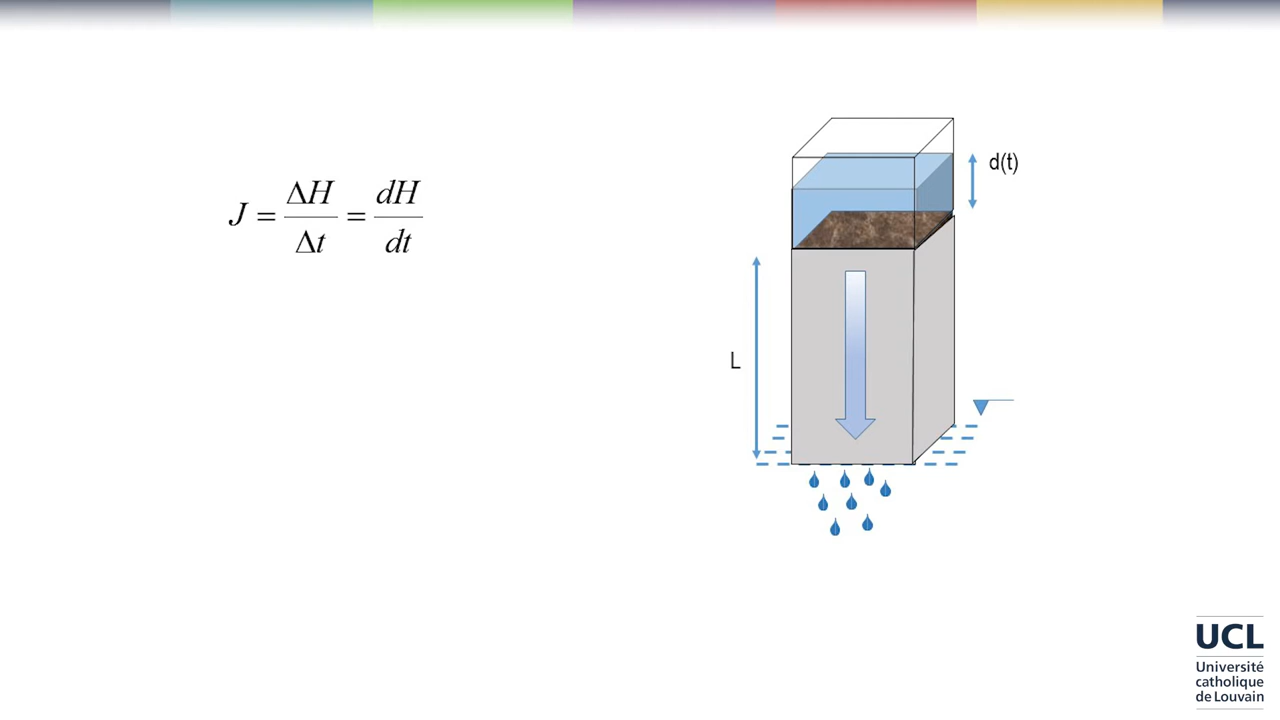 J = ΔH/Δt = dH/dt
d(t)
L
UCL
Université
catholique
de Louvain